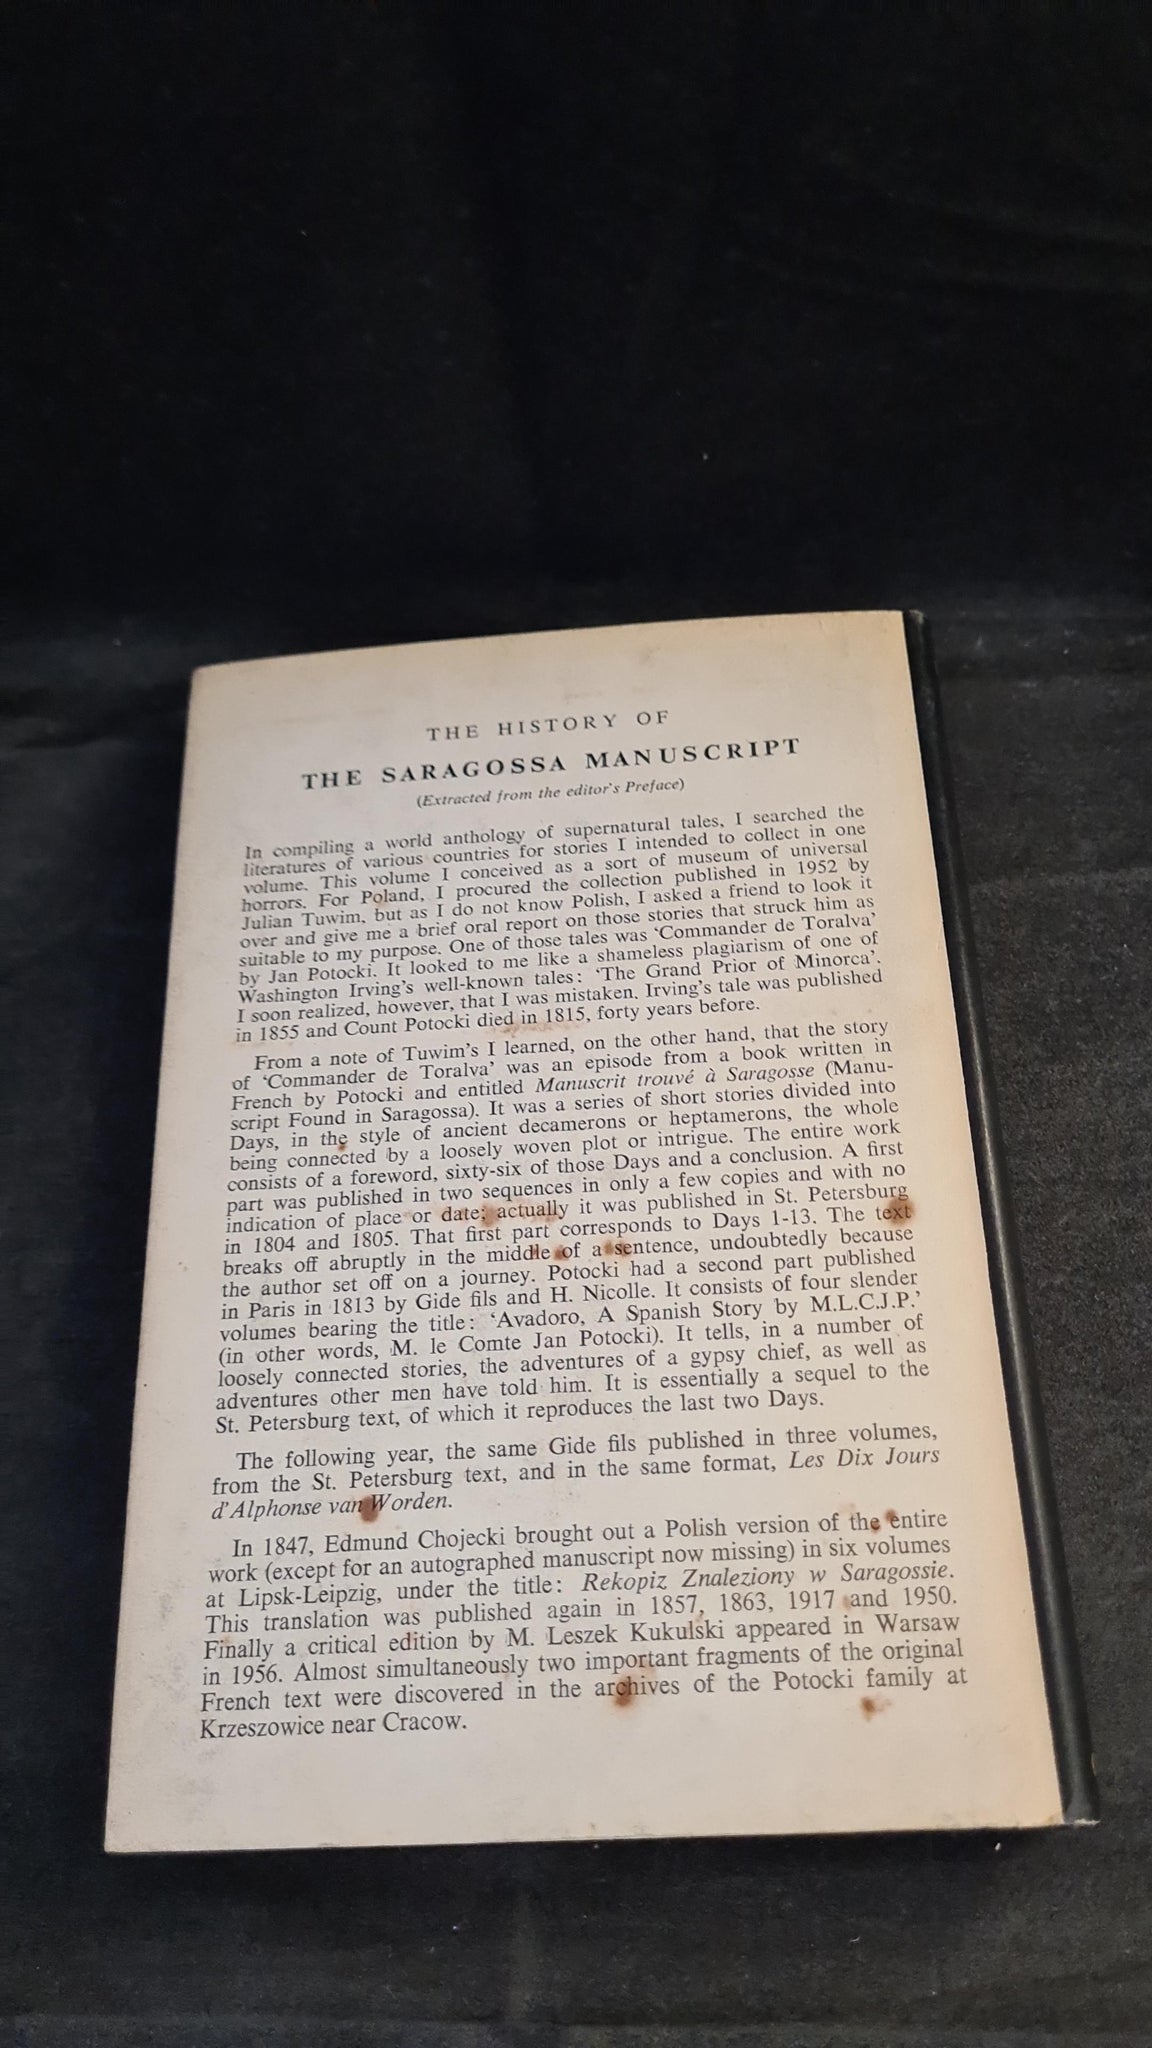 THE HISTORY OF
THE SARAGOSSA MANUSCRIPT
(Extracted from the editor's Preface)
In compiling a world anthology of supernatural tales, I searched the
literatures of various countries for stories I intended to collect in one
volume. This volume I conceived as a sort of museum of universal
horrors. For Poland, I procured the collection published in 1952 by
Julian Tuwim, but as I do not know Polish, I asked a friend to look it
over and give me a brief oral report on those stories that struck him as
suitable to my purpose. One of those tales was 'Commander de Toralva'
by Jan Potocki. It looked to me like a shameless plagiarism of one of
Washington Irving's well-known tales: 'The Grand Prior of Minorca'.
I soon realized, however, that I was mistaken. Irving's tale was published
in 1855 and Count Potocki died in 1815, forty years before.
From a note of Tuwim's I learned, on the other hand, that the story
of 'Commander de Toralva' was an episode from a book written in
French by Potocki and entitled Manuscrit trouvé à Saragosse (Manu-
script Found in Saragossa). It was a series of short stories divided into
Days, in the style of ancient decamerons or heptamerons, the whole
being connected by a loosely woven plot or intrigue. The entire work
consists of a foreword, sixty-six of those Days and a conclusion. A first
part was published in two sequences in only a few copies and with no
indication of place or date; actually it was published in St. Petersburg
in 1804 and 1805. That first part corresponds to Days 1-13. The text
breaks off abruptly in the middle of a sentence, undoubtedly because
the author set off on a journey. Potocki had a second part published
in Paris in 1813 by Gide fils and H. Nicolle. It consists of four slender
volumes bearing the title: 'Avadoro, A Spanish Story by M.L.C.J.P.'
(in other words, M. le Comte Jan Potocki). It tells, in a number of
loosely connected stories, the adventures of a gypsy chief, as well as
adventures other men have told him. It is essentially a sequel to the
St. Petersburg text, of which it reproduces the last two Days.
The following year, the same Gide fils published in three volumes,
from the St. Petersburg text, and in the same format, Les Dix Jours
d'Alphonse van Worden.
In 1847, Edmund Chojecki brought out a Polish version of the entire
work (except for an autographed manuscript now missing) in six volumes
at Lipsk-Leipzig, under the title: Rekopiz Znaleziony w Saragossie.
This translation was published again in 1857, 1863, 1917 and 1950.
Finally a critical edition by M. Leszek Kukulski appeared in Warsaw
in 1956. Almost simultaneously two important fragments of the original
French text were discovered in the archives of the Potocki family at
Krzeszowice near Cracow.